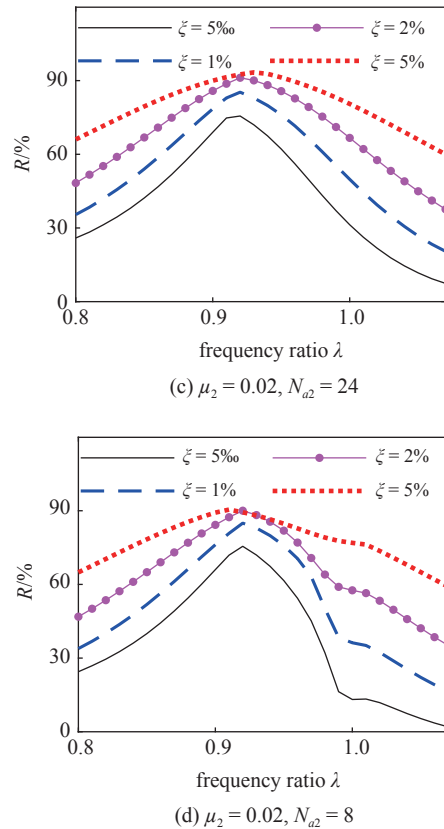 ξ = 5‰ ξ = 2%
ξ = 1% ξ = 5%
90
60
30
0
R/%
0.8 0.9 1.0
frequency ratio λ
(c) μ2 = 0.02, Na2 = 24
ξ = 5‰ ξ = 2%
ξ = 1% ξ = 5%
90
60
30
0
R/%
0.8 0.9 1.0
frequency ratio λ
(d) μ2 = 0.02, Na2 = 8